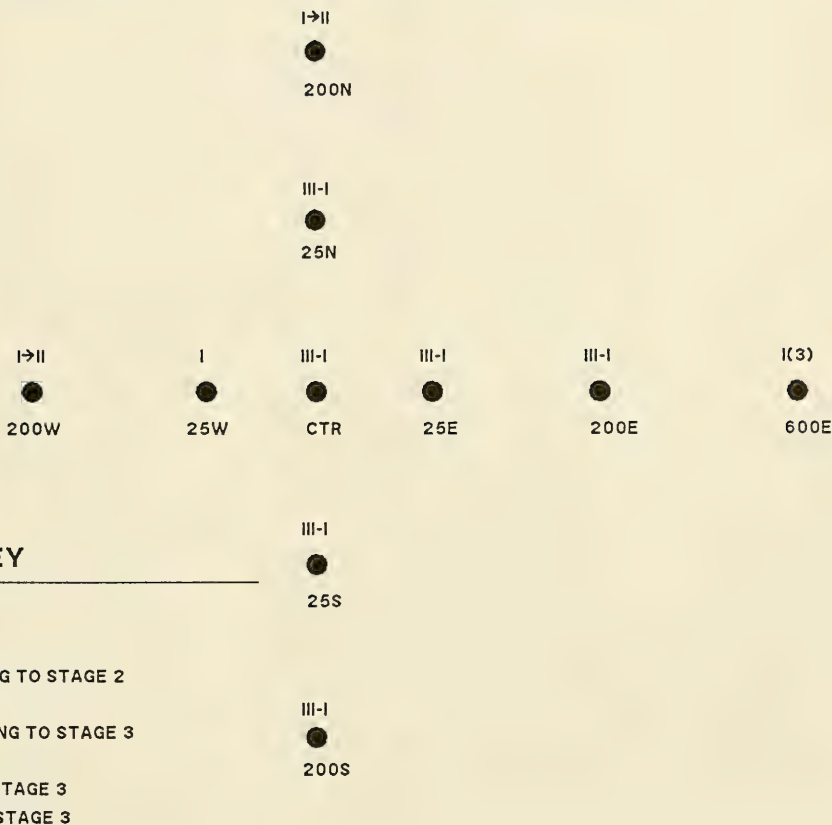 I→II
200N
III-I
25N
I→II I III-I III-I III-I I(3)
200W 25W CTR 25E 200E 600E
III-I
EY
25S
G TO STAGE 2
III-I
NG TO STAGE 3
200S
TAGE 3
STAGE 3